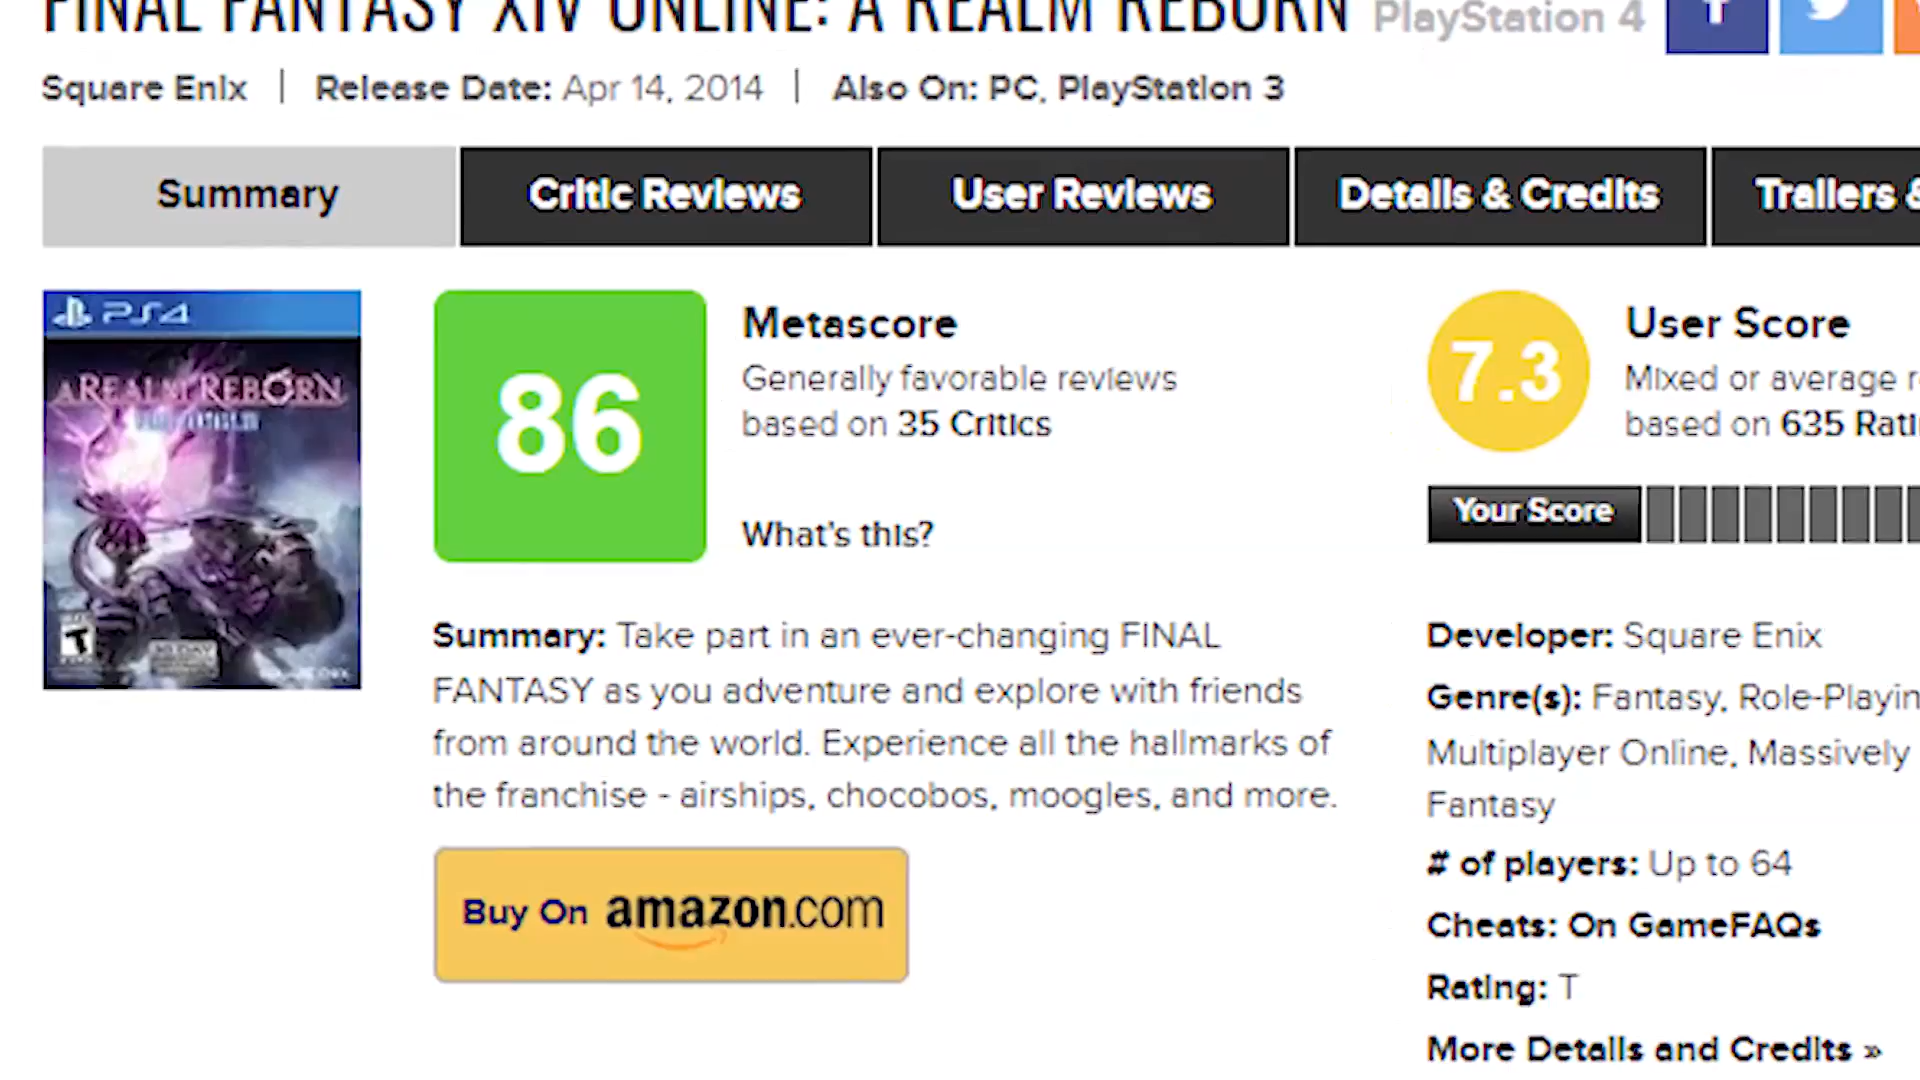 FINAL FANTASY XIV ONLINE: A REALM REBORN PlayStation 4
Square Enix | Release Date: Apr 14, 2014 | Also On: PC, PlayStation 3
Summary Critic Reviews User Reviews Details & Credits Trailers &
PS4
A REALM REBORN
FINAL FANTASY XIV
T
86
Metascore
Generally favorable reviews
based on 35 Critics
What's this?
7.3
User Score
Mixed or average
based on 635
Your Score
Summary: Take part in an ever-changing FINAL
FANTASY as you adventure and explore with friends
from around the world. Experience all the hallmarks of
the franchise - airships, chocobos, moogles, and more.
Buy On amazon.com
Developer: Square Enix
Genre(s): Fantasy,
Multiplayer Online, Massively
Fantasy
# of players: Up to 64
Cheats: On GameFAQs
Rating: T
More Details and Credits »